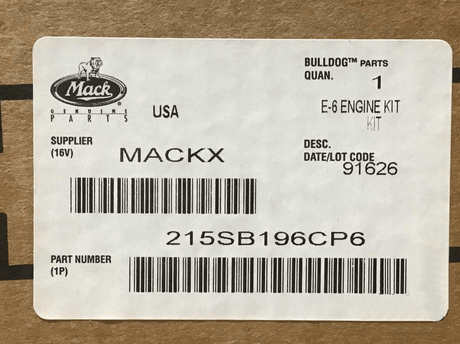 Mack
GENUINE
PARTS
USA
BULLDOG™ PARTS
QUAN. 1
E-6 ENGINE KIT
KIT
SUPPLIER
(16V)
MACKX
DESC.
DATE/LOT CODE
91626
215SB196CP6
PART NUMBER
(1P)